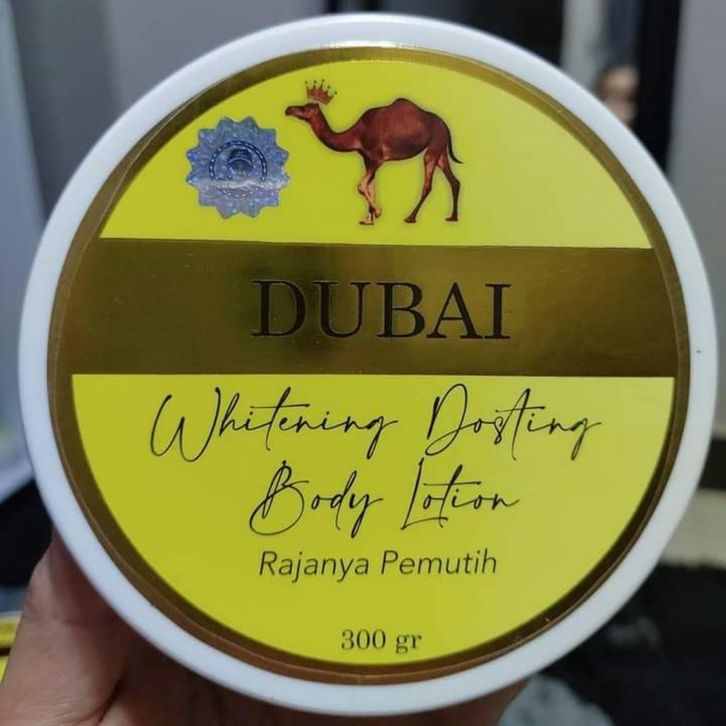 DUBAI
Whitening Dosting
Body Lotion
Rajanya Pemutih
300 gr